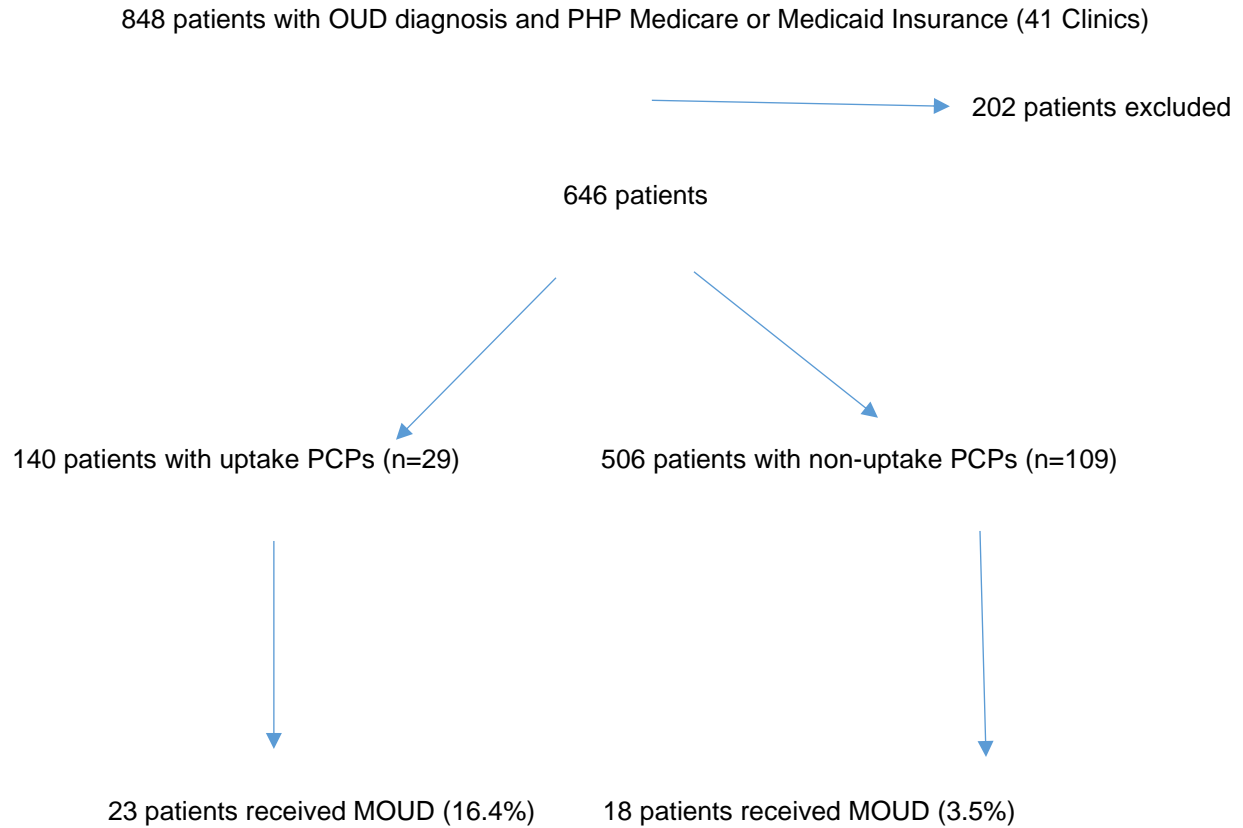 848 patients with OUD diagnosis and PHP Medicare or Medicaid Insurance (41 Clinics)
202 patients excluded
646 patients
140 patients with uptake PCPs (n=29)
506 patients with non-uptake PCPs (n=109)
23 patients received MOUD (16.4%)
18 patients received MOUD (3.5%)